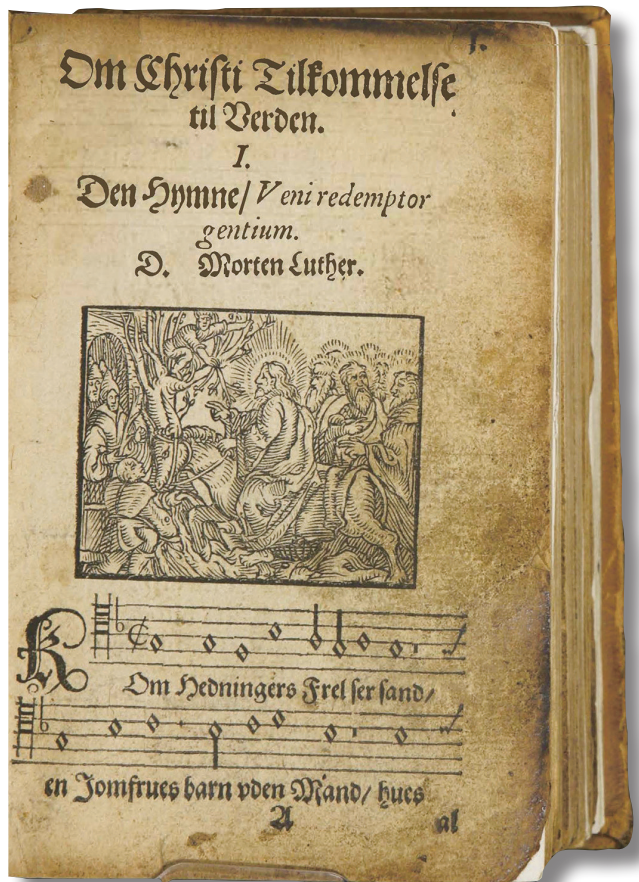 1.
Om Christi Tilkommelse
til Verden.
I.
Den Hymne/ Veni redemptor
gentium.
D. Morten Luther.
KOm Hedningers Frelser sand/
en Jomfrues barn vden Mand/ hues
A al